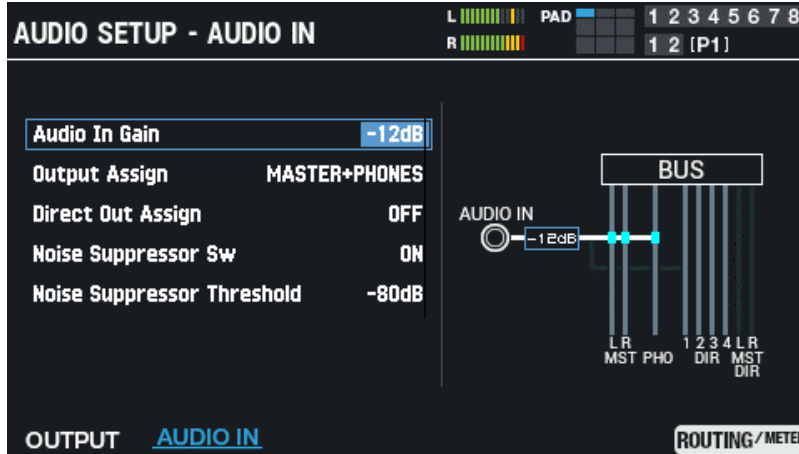 AUDIO SETUP - AUDIO IN
L
R
PAD
1 2 3 4 5 6 7 8
1 2 [P1]
Audio In Gain -12dB
Output Assign MASTER+PHONES
Direct Out Assign OFF
Noise Suppressor Sw ON
Noise Suppressor Threshold -80dB
BUS
AUDIO IN
-12dB
L R 1 2 3 4 L R
MST PHO DIR MST
DIR
OUTPUT AUDIO IN
ROUTING/METE